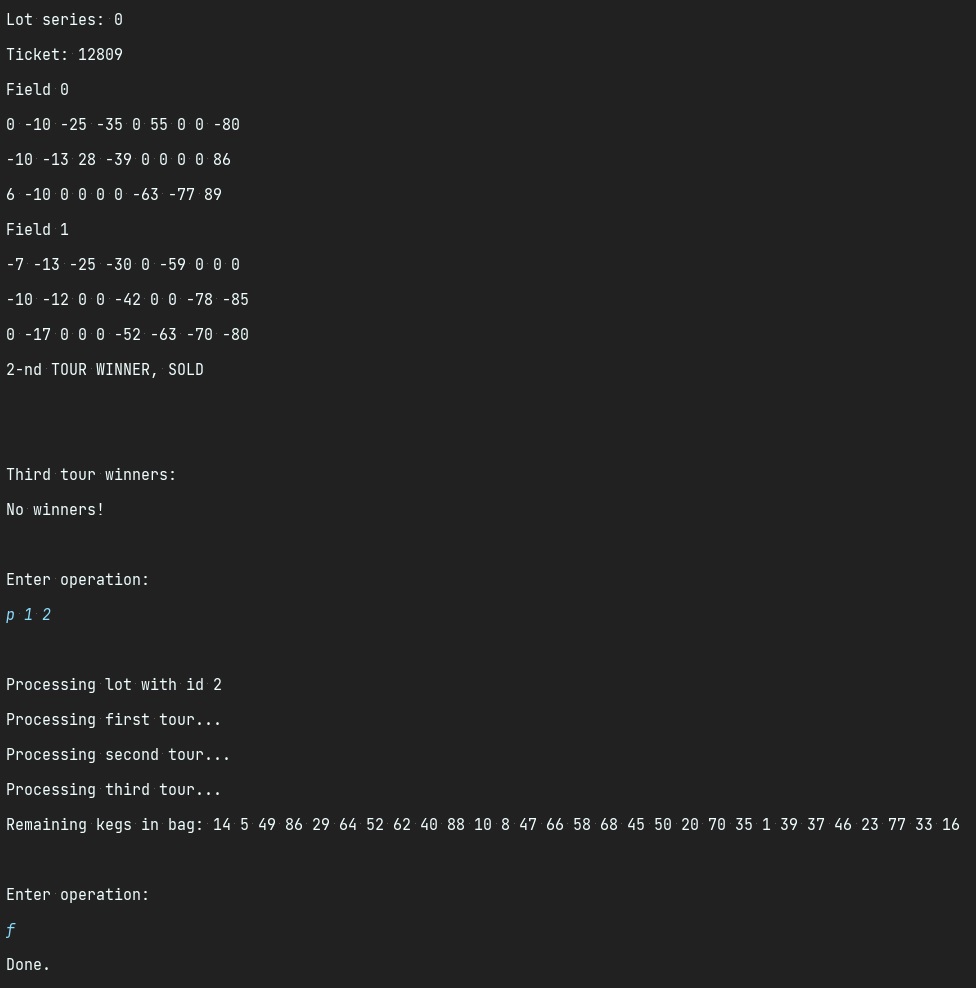 Lot series: 0
Ticket: 12809
Field 0
0 -10 -25 -35 0 55 0 0 -80
-10 -13 28 -39 0 0 0 0 86
6 -10 0 0 0 0 -63 -77 89
Field 1
-7 -13 -25 -30 0 -59 0 0 0
-10 -12 0 0 -42 0 0 -78 -85
0 -17 0 0 0 -52 -63 -70 -80
2-nd TOUR WINNER, SOLD
Third tour winners:
No winners!
Enter operation:
p 1 2
Processing lot with id 2
Processing first tour...
Processing second tour...
Processing third tour...
Remaining kegs in bag: 14 5 49 86 29 64 52 62 40 88 10 8 47 66 58 68 45 50 20 70 35 1 39 37 46 23 77 33 16
Enter operation:
f
Done.